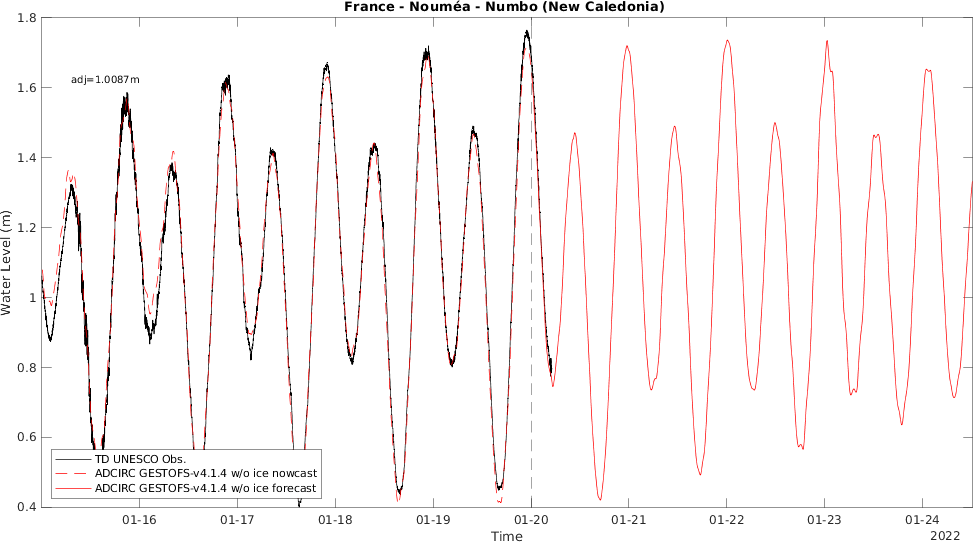 France - Nouméa - Numbo (New Caledonia)
1.8
1.6
1.4
1.2
1
0.8
0.6
0.4
Water Level (m)
adj=1.0087m
TD UNESCO Obs.
ADCIRC GESTOFS-v4.1.4 w/o ice nowcast
ADCIRC GESTOFS-v4.1.4 w/o ice forecast
01-16 01-17 01-18 01-19 01-20 01-21 01-22 01-23 01-24
Time
2022